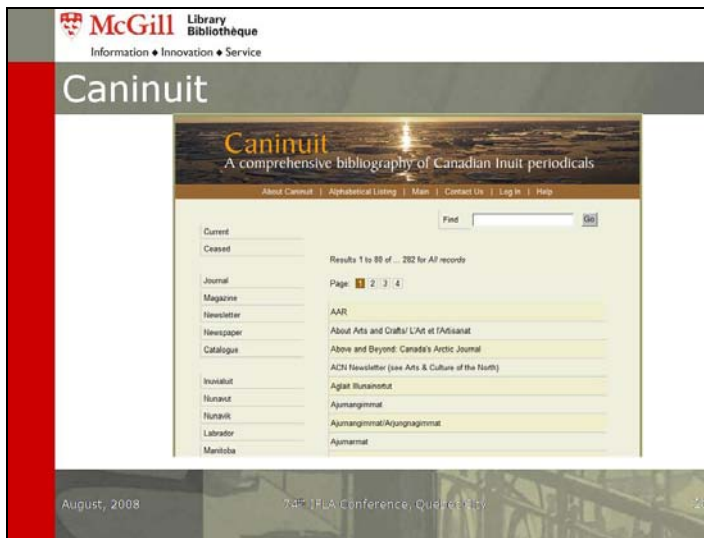 McGill Library
Bibliothèque
Information ♦ Innovation ♦ Service
Caninuit
Caninuit
A comprehensive bibliography of Canadian Inuit periodicals
About Caninuit | Alphabetical Listing | Main | Contact Us | Log In | Help
Find Go
Current
Ceased
Journal
Magazine
Newsletter
Newspaper
Catalogue
Inuvialuit
Nunavut
Nunavik
Labrador
Manitoba
Results 1 to 80 of ... 282 for All records
Page: 1 2 3 4
AAR
About Arts and Crafts/ L'Art et l'Artisanat
Above and Beyond: Canada's Arctic Journal
ACN Newsletter (see Arts & Culture of the North)
Aglait Illunainortut
Ajumangimmat
Ajumangimmat/Arjungnagimmat
Ajurnarmat
August, 2008
74th IFLA Conference, Québec City